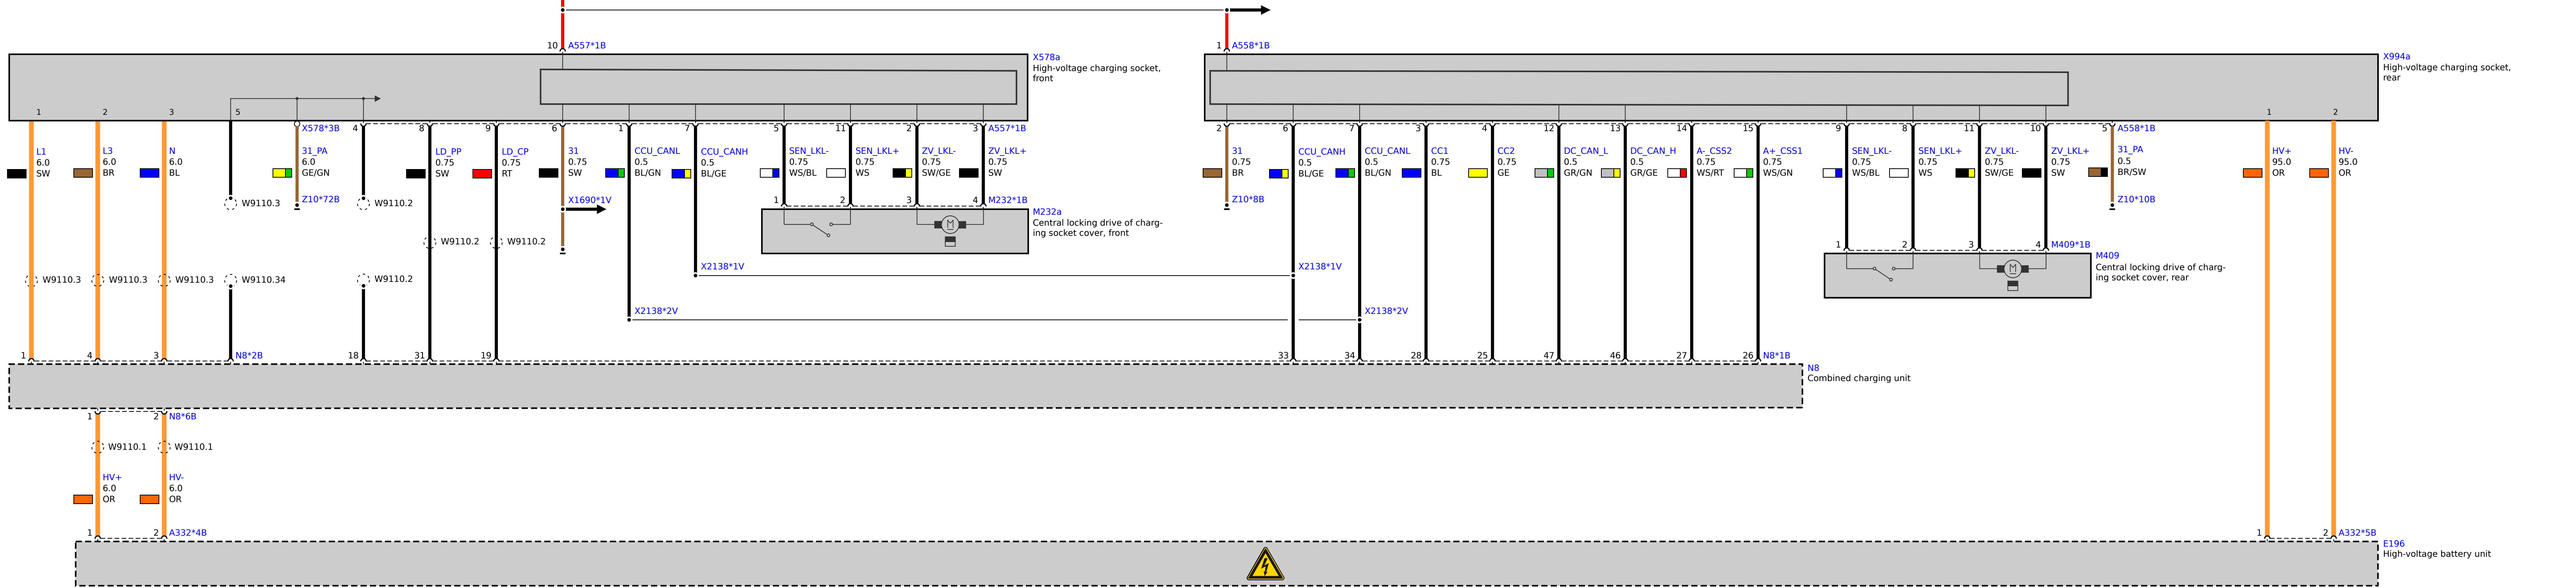 10 A557*1B
1 A558*1B
X578a
High-voltage charging socket,
front
X994a
High-voltage charging socket,
rear
1 2 3 5
1 2
X578*3B 4 8 9 6 1 7 5 11 2 3 A557*1B
2 6 7 3 4 12 13 14 15 9 8 11 10 5 A558*1B
L1
6.0
SW
L3
6.0
BR
N
6.0
BL
31_PA
6.0
GE/GN
LD_PP
0.75
SW
LD_CP
0.75
RT
31
0.75
SW
CCU_CANL
0.5
BL/GN
CCU_CANH
0.5
BL/GE
SEN_LKL-
0.75
WS/BL
SEN_LKL+
0.75
WS
ZV_LKL-
0.75
SW/GE
ZV_LKL+
0.75
SW
31
0.75
BR
CCU_CANH
0.5
BL/GE
CCU_CANL
0.5
BL/GN
CC1
0.75
BL
CC2
0.75
GE
DC_CAN_L
0.5
GR/GN
DC_CAN_H
0.5
GR/GE
A-_CSS2
0.75
WS/RT
A+_CSS1
0.75
WS/GN
SEN_LKL-
0.75
WS/BL
SEN_LKL+
0.75
WS
ZV_LKL-
0.75
SW/GE
ZV_LKL+
0.75
SW
31_PA
0.5
BR/SW
HV+
95.0
OR
HV-
95.0
OR
W9110.3
Z10*72B
W9110.2
X1690*1V
1 2 3 4 M232*1B
Z10*8B
Z10*10B
M232a
Central locking drive of charg-
ing socket cover, front
M
W9110.2
W9110.2
1 2 3 4 M409*1B
M409
Central locking drive of charg-
ing socket cover, rear
M
X2138*1V
X2138*1V
W9110.3
W9110.3
W9110.3
W9110.34
W9110.2
X2138*2V
X2138*2V
1 4 3 N8*2B
18 31 19 33 34 28 25 47 46 27 26 N8*1B
N8
Combined charging unit
1 2 N8*6B
W9110.1
W9110.1
HV+
6.0
OR
HV-
6.0
OR
1 2 A332*4B
1 2 A332*5B
E196
High-voltage battery unit